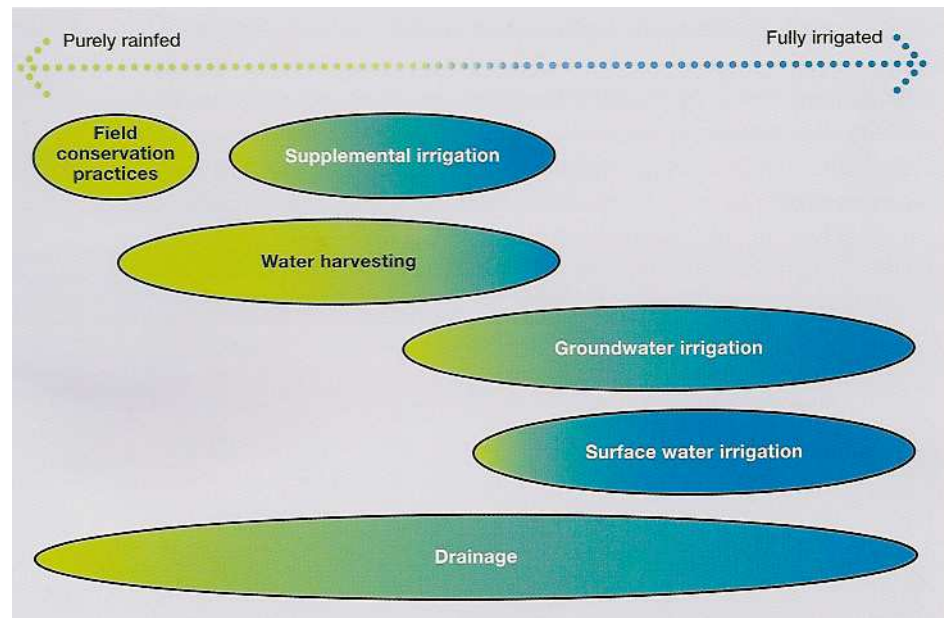 Purely rainfed
Fully irrigated
Field
conservation
practices
Supplemental irrigation
Water harvesting
Groundwater irrigation
Surface water irrigation
Drainage